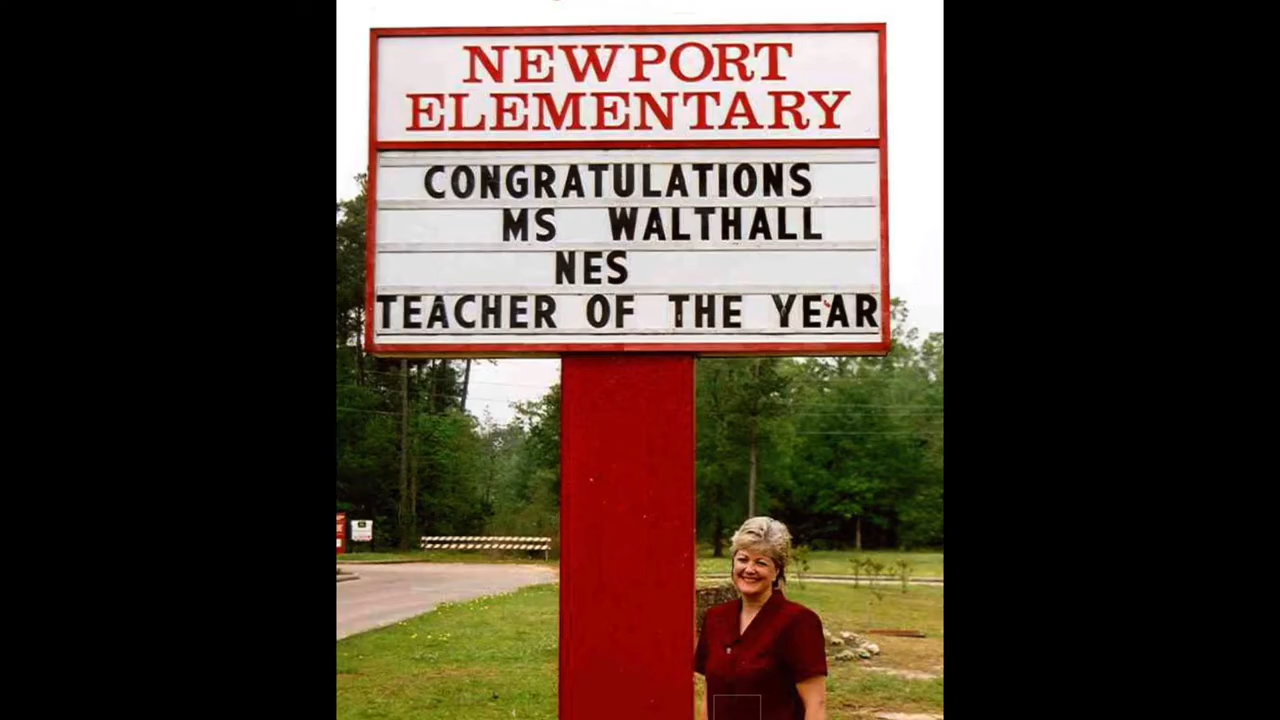 NEWPORT
ELEMENTARY
CONGRATULATIONS
MS WALTHALL
NES
TEACHER OF THE YEAR